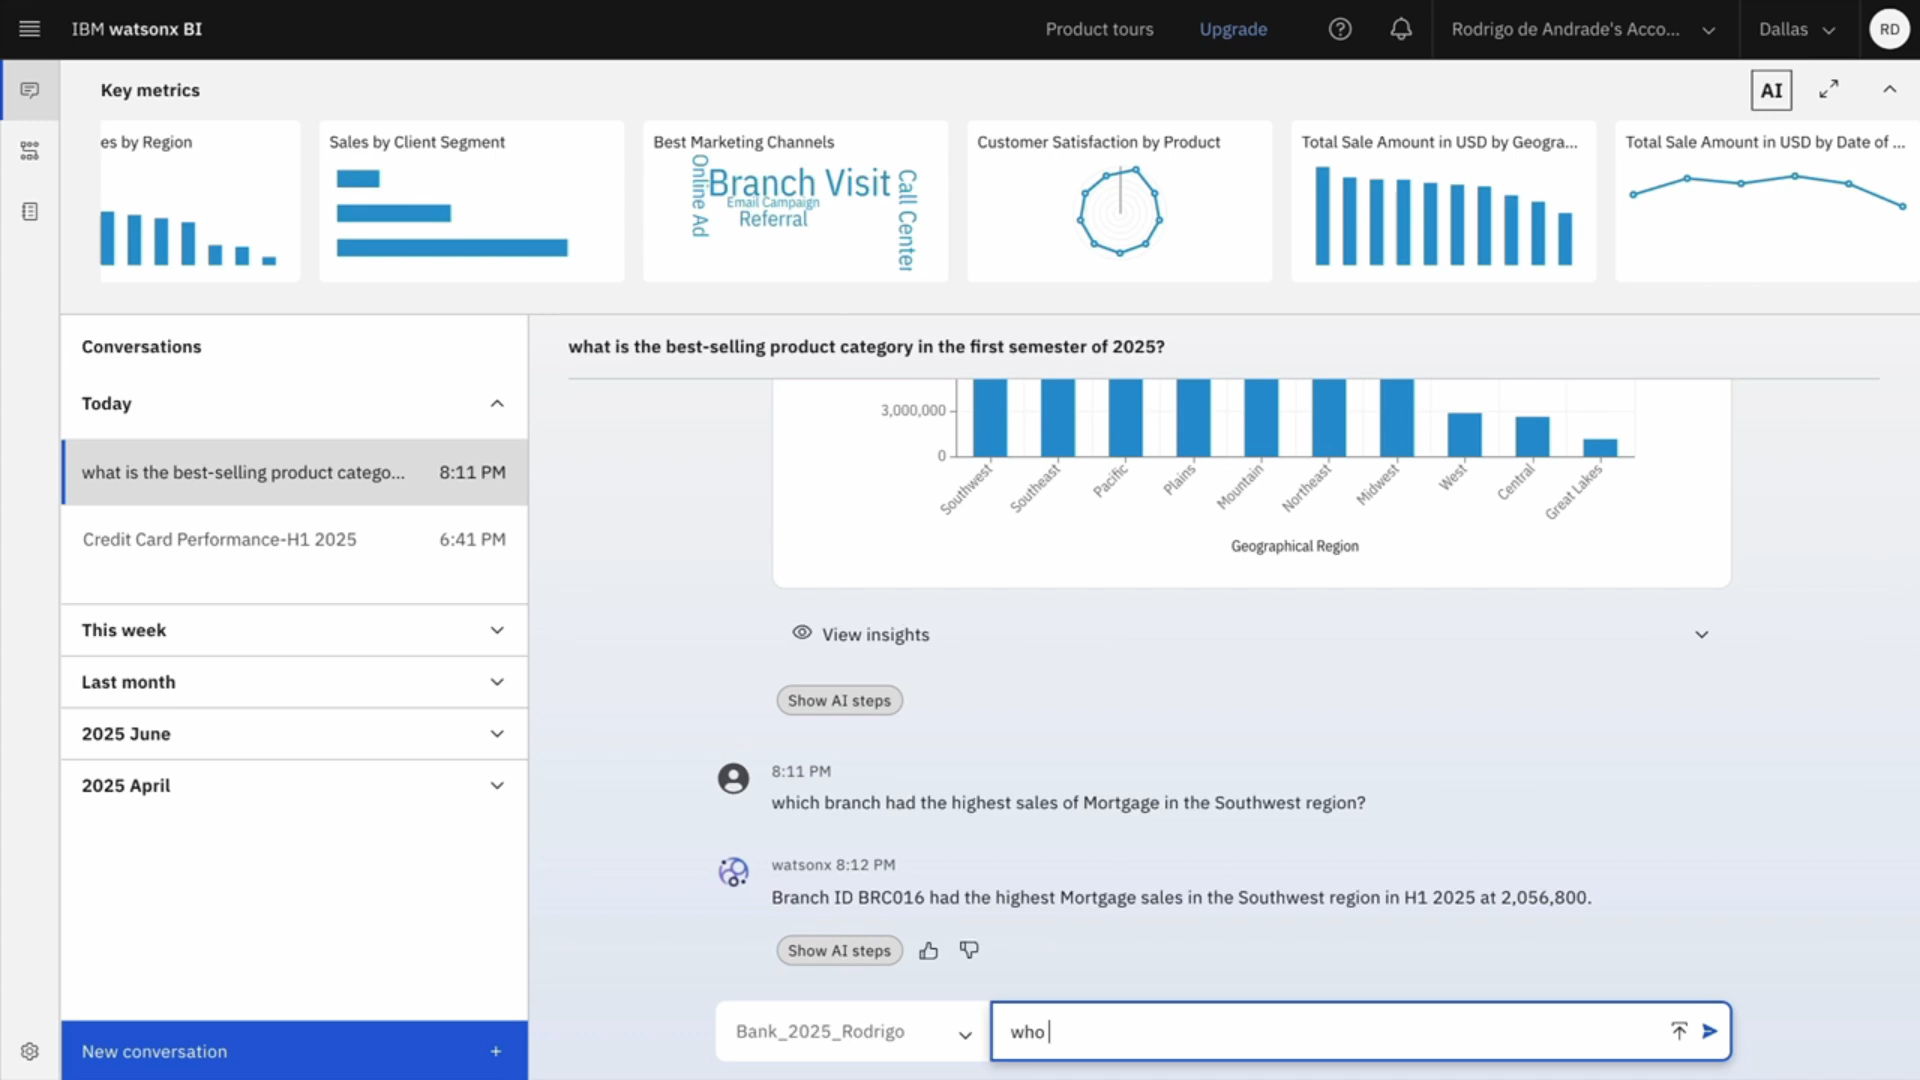 IBM watsonx BI
Product tours
Upgrade
Rodrigo de Andrade's Acco...
Dallas
RD
Key metrics
AI
es by Region
Sales by Client Segment
Best Marketing Channels
Customer Satisfaction by Product
Total Sale Amount in USD by Geogra...
Total Sale Amount in USD by Date of ...
Online Ad
Branch Visit
Email Campaign
Referral
Call Center
Conversations
Today
what is the best-selling product catego... 8:11 PM
Credit Card Performance-H1 2025 6:41 PM
This week
Last month
2025 June
2025 April
New conversation +
what is the best-selling product category in the first semester of 2025?
3,000,000
0
Southwest
Southeast
Pacific
Plains
Mountain
Northeast
Midwest
West
Central
Great Lakes
Geographical Region
View insights
Show AI steps
8:11 PM
which branch had the highest sales of Mortgage in the Southwest region?
watsonx 8:12 PM
Branch ID BRC016 had the highest Mortgage sales in the Southwest region in H1 2025 at 2,056,800.
Show AI steps
Bank_2025_Rodrigo
who